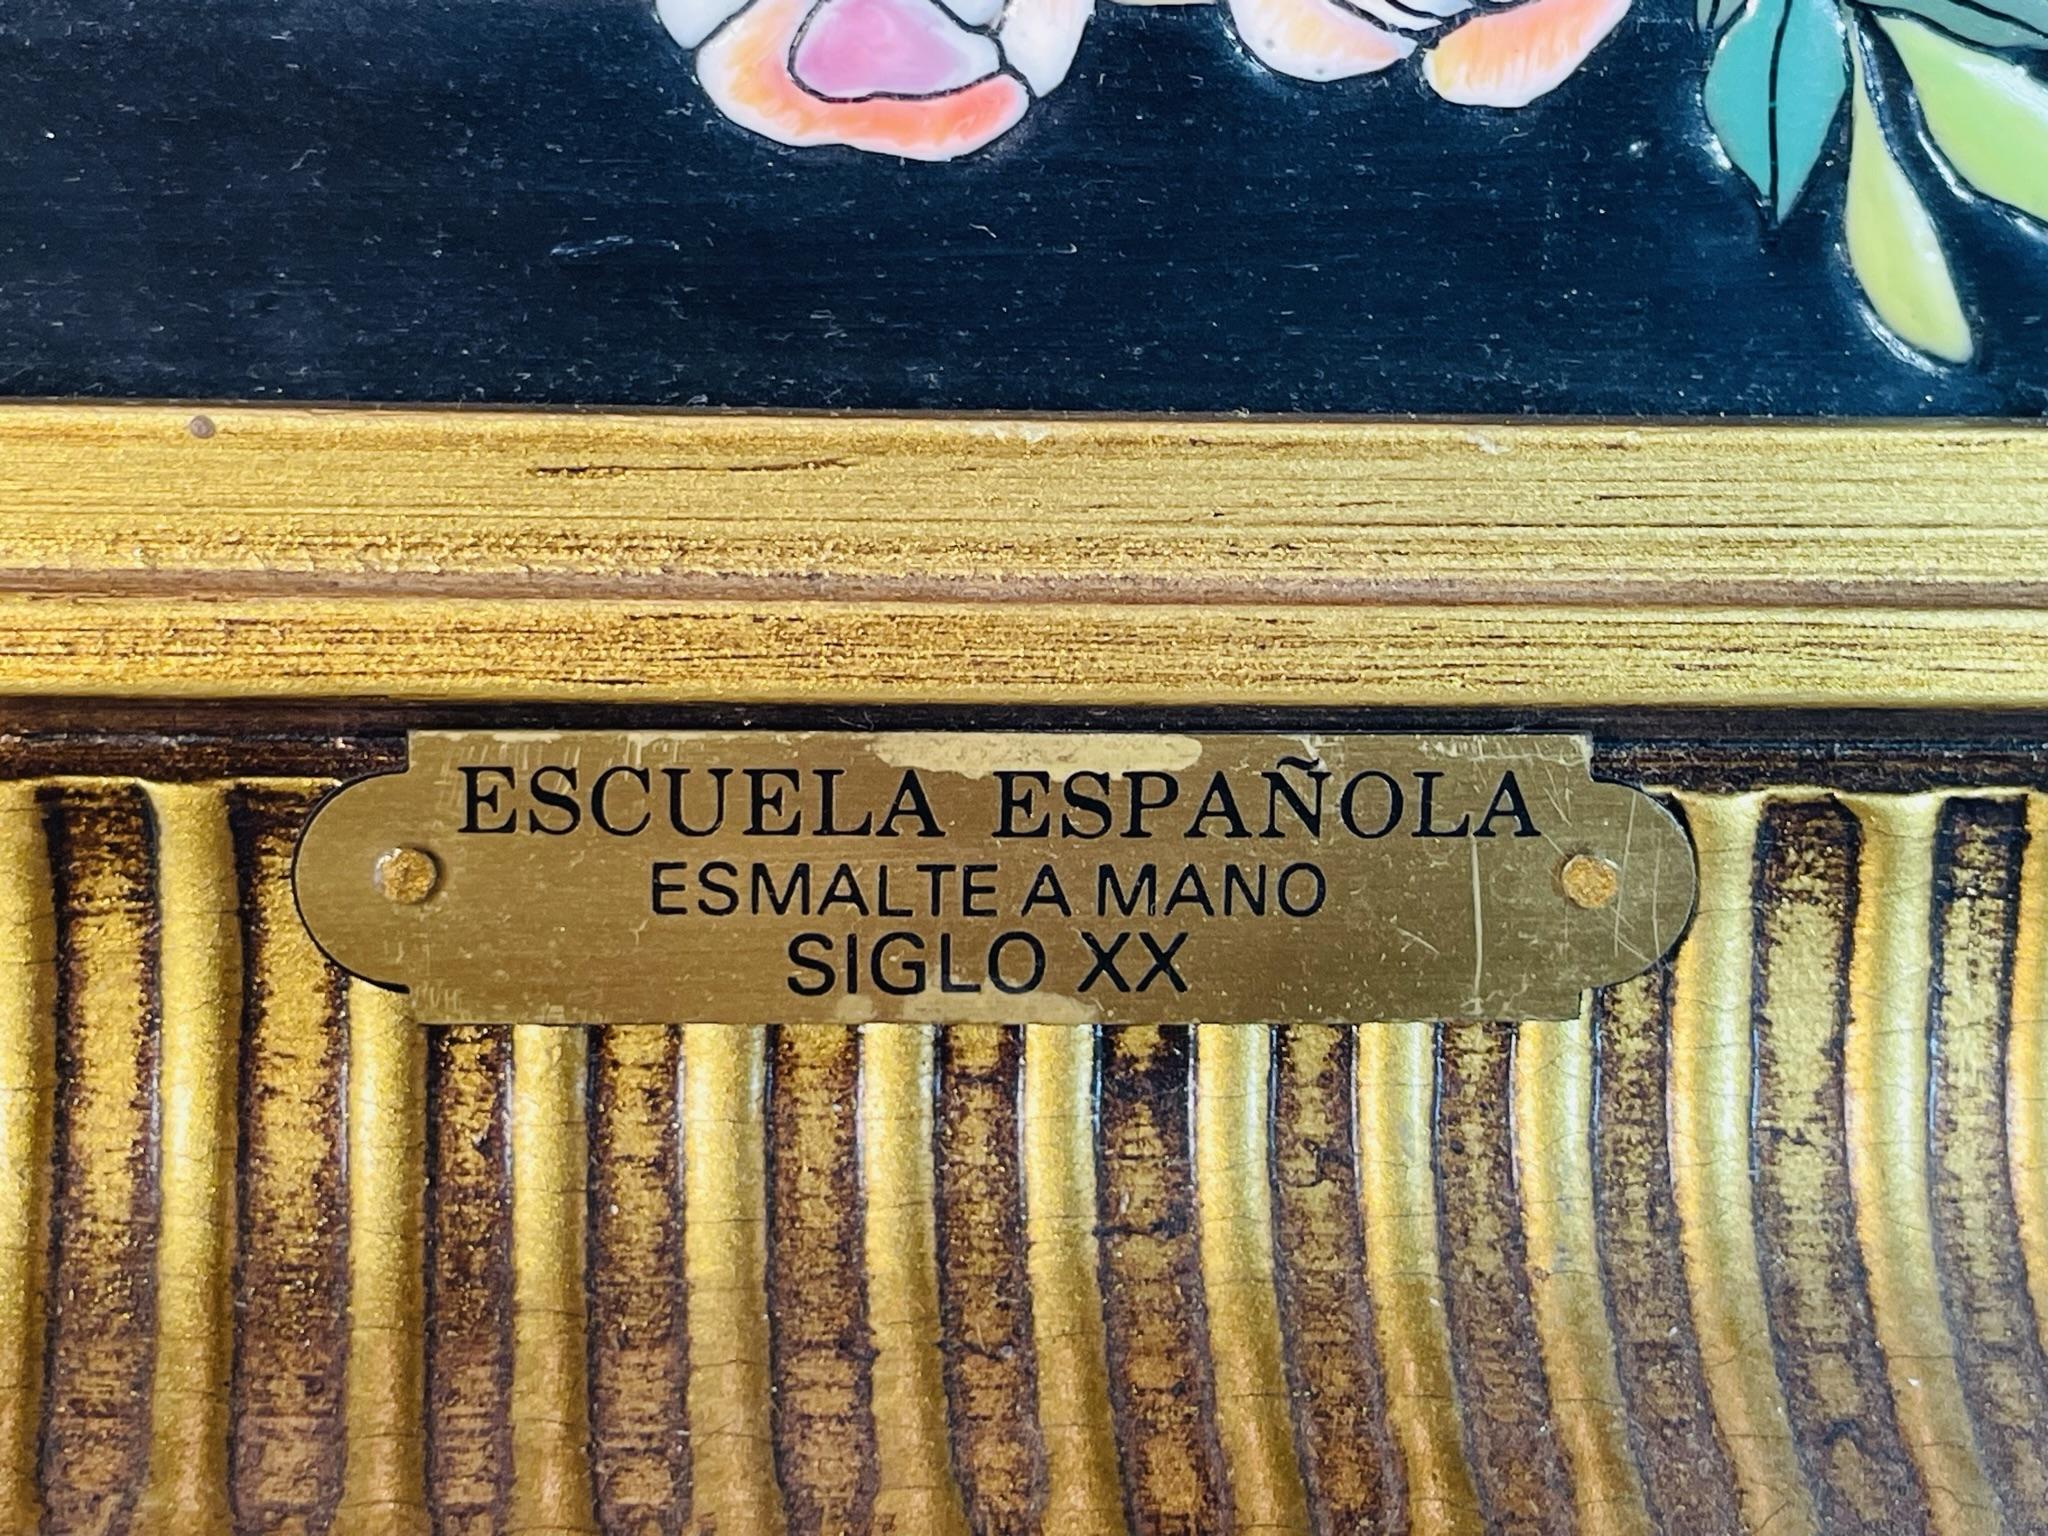 ESCUELA ESPAÑOLA
ESMALTE A MANO
SIGLO XX